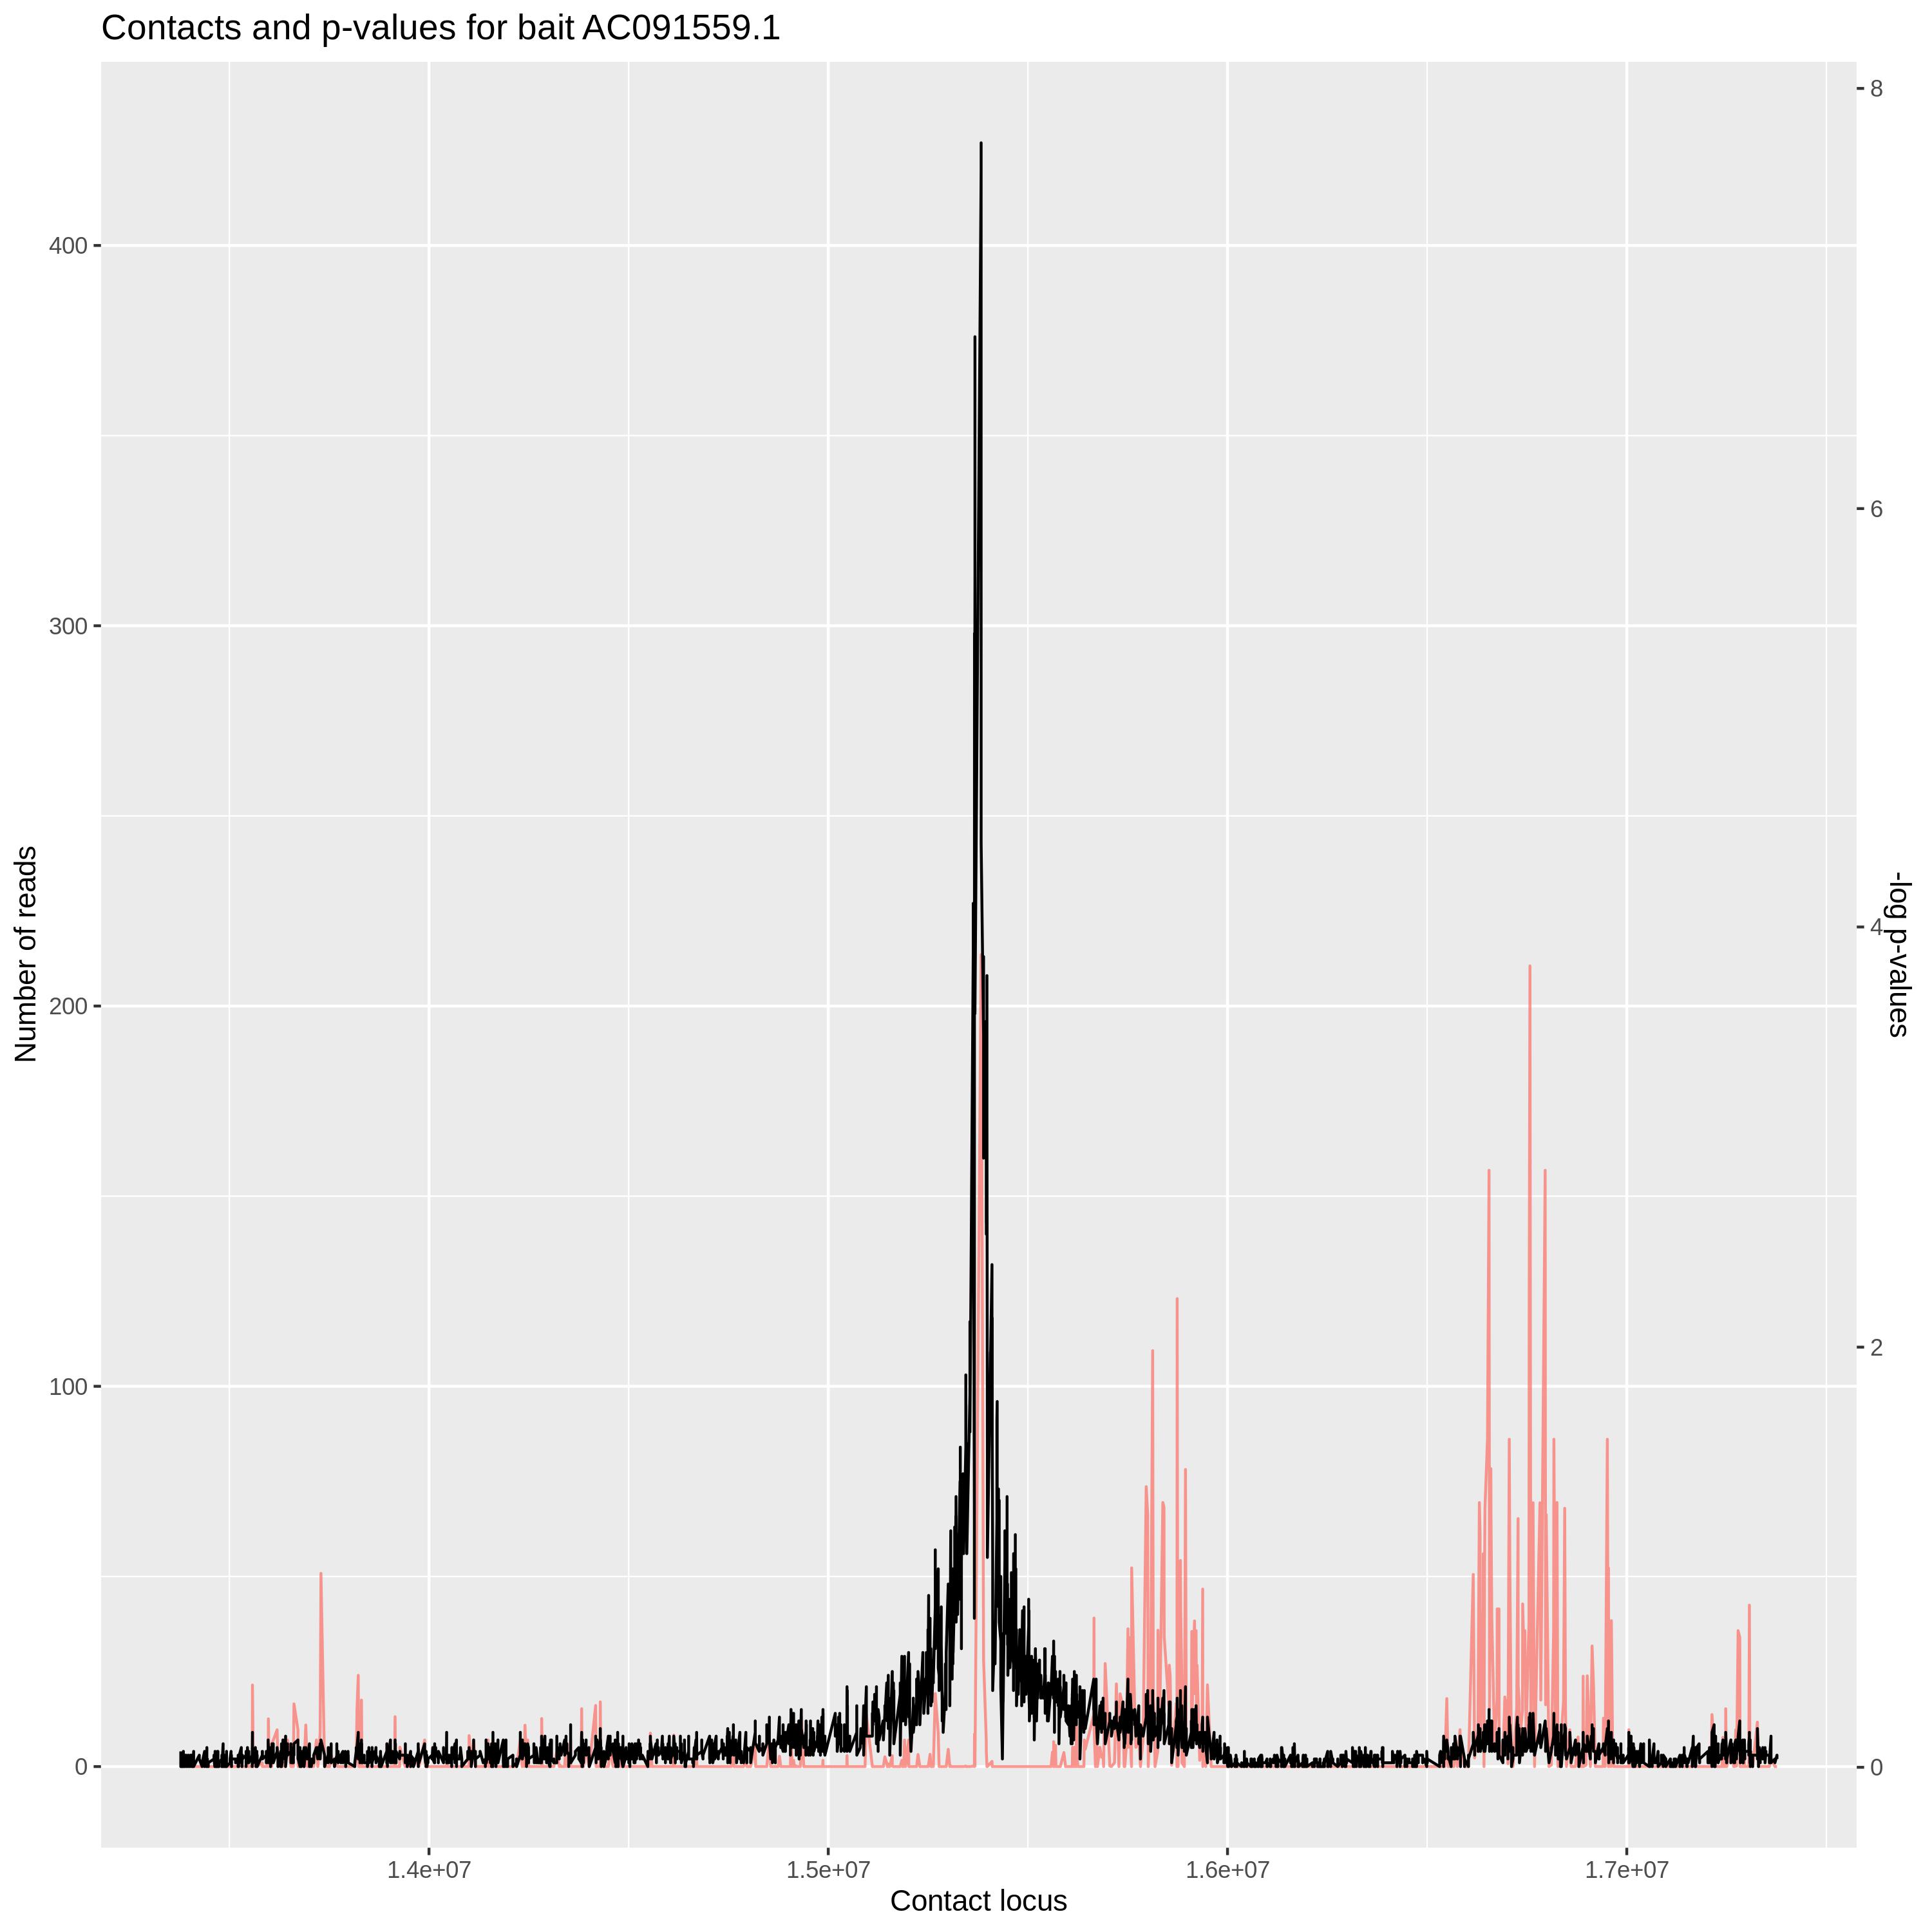 Contacts and p-values for bait AC091559.1
400
300
200
100
0
Number of reads
8
6
4
2
0
-log p-values
1.4e+07
1.5e+07
1.6e+07
1.7e+07
Contact locus